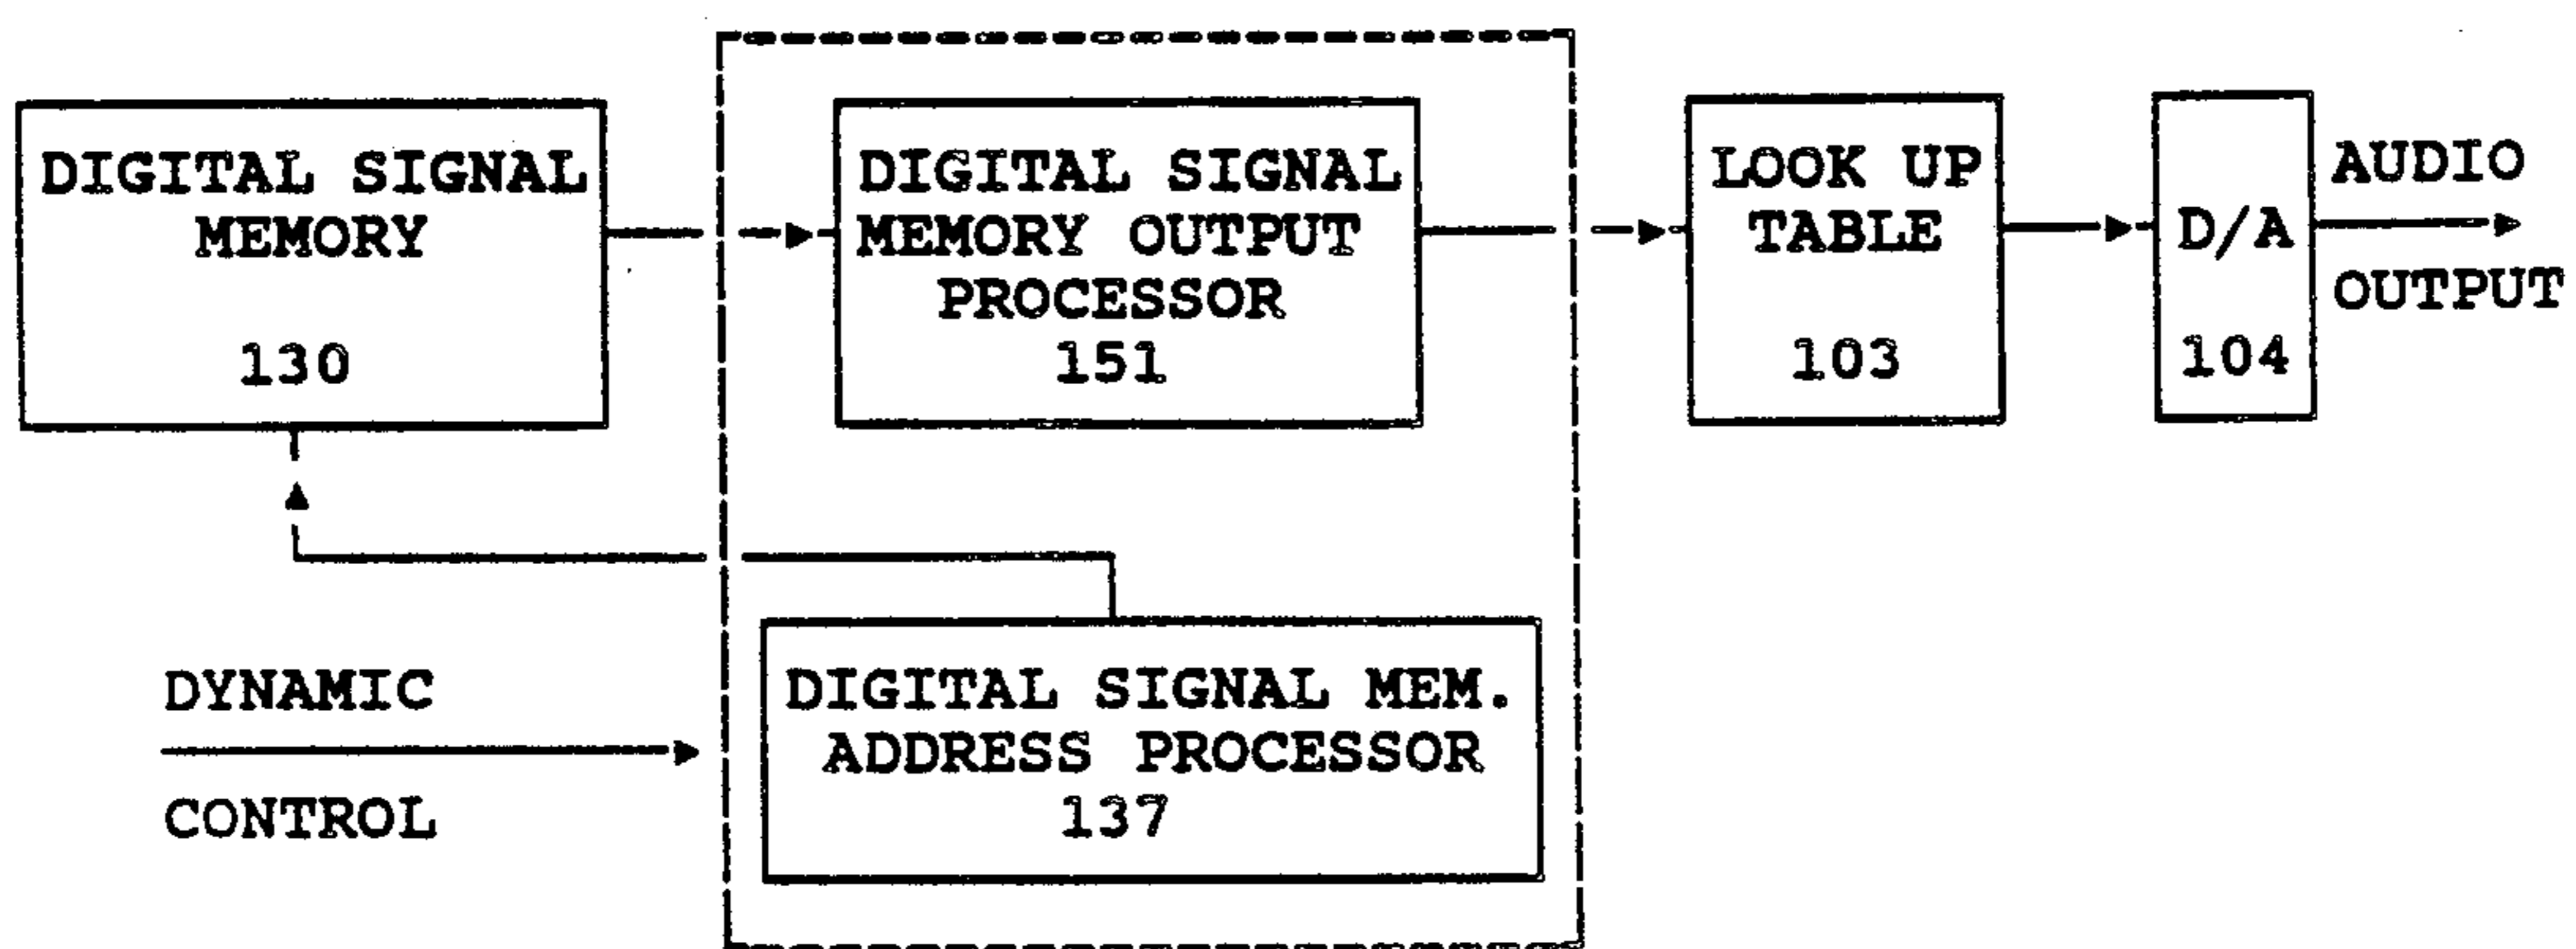 DIGITAL SIGNAL
MEMORY
130
DIGITAL SIGNAL
MEMORY OUTPUT
PROCESSOR
151
LOOK UP
TABLE
103
D/A
104
AUDIO
OUTPUT
DYNAMIC
CONTROL
DIGITAL SIGNAL MEM.
ADDRESS PROCESSOR
137